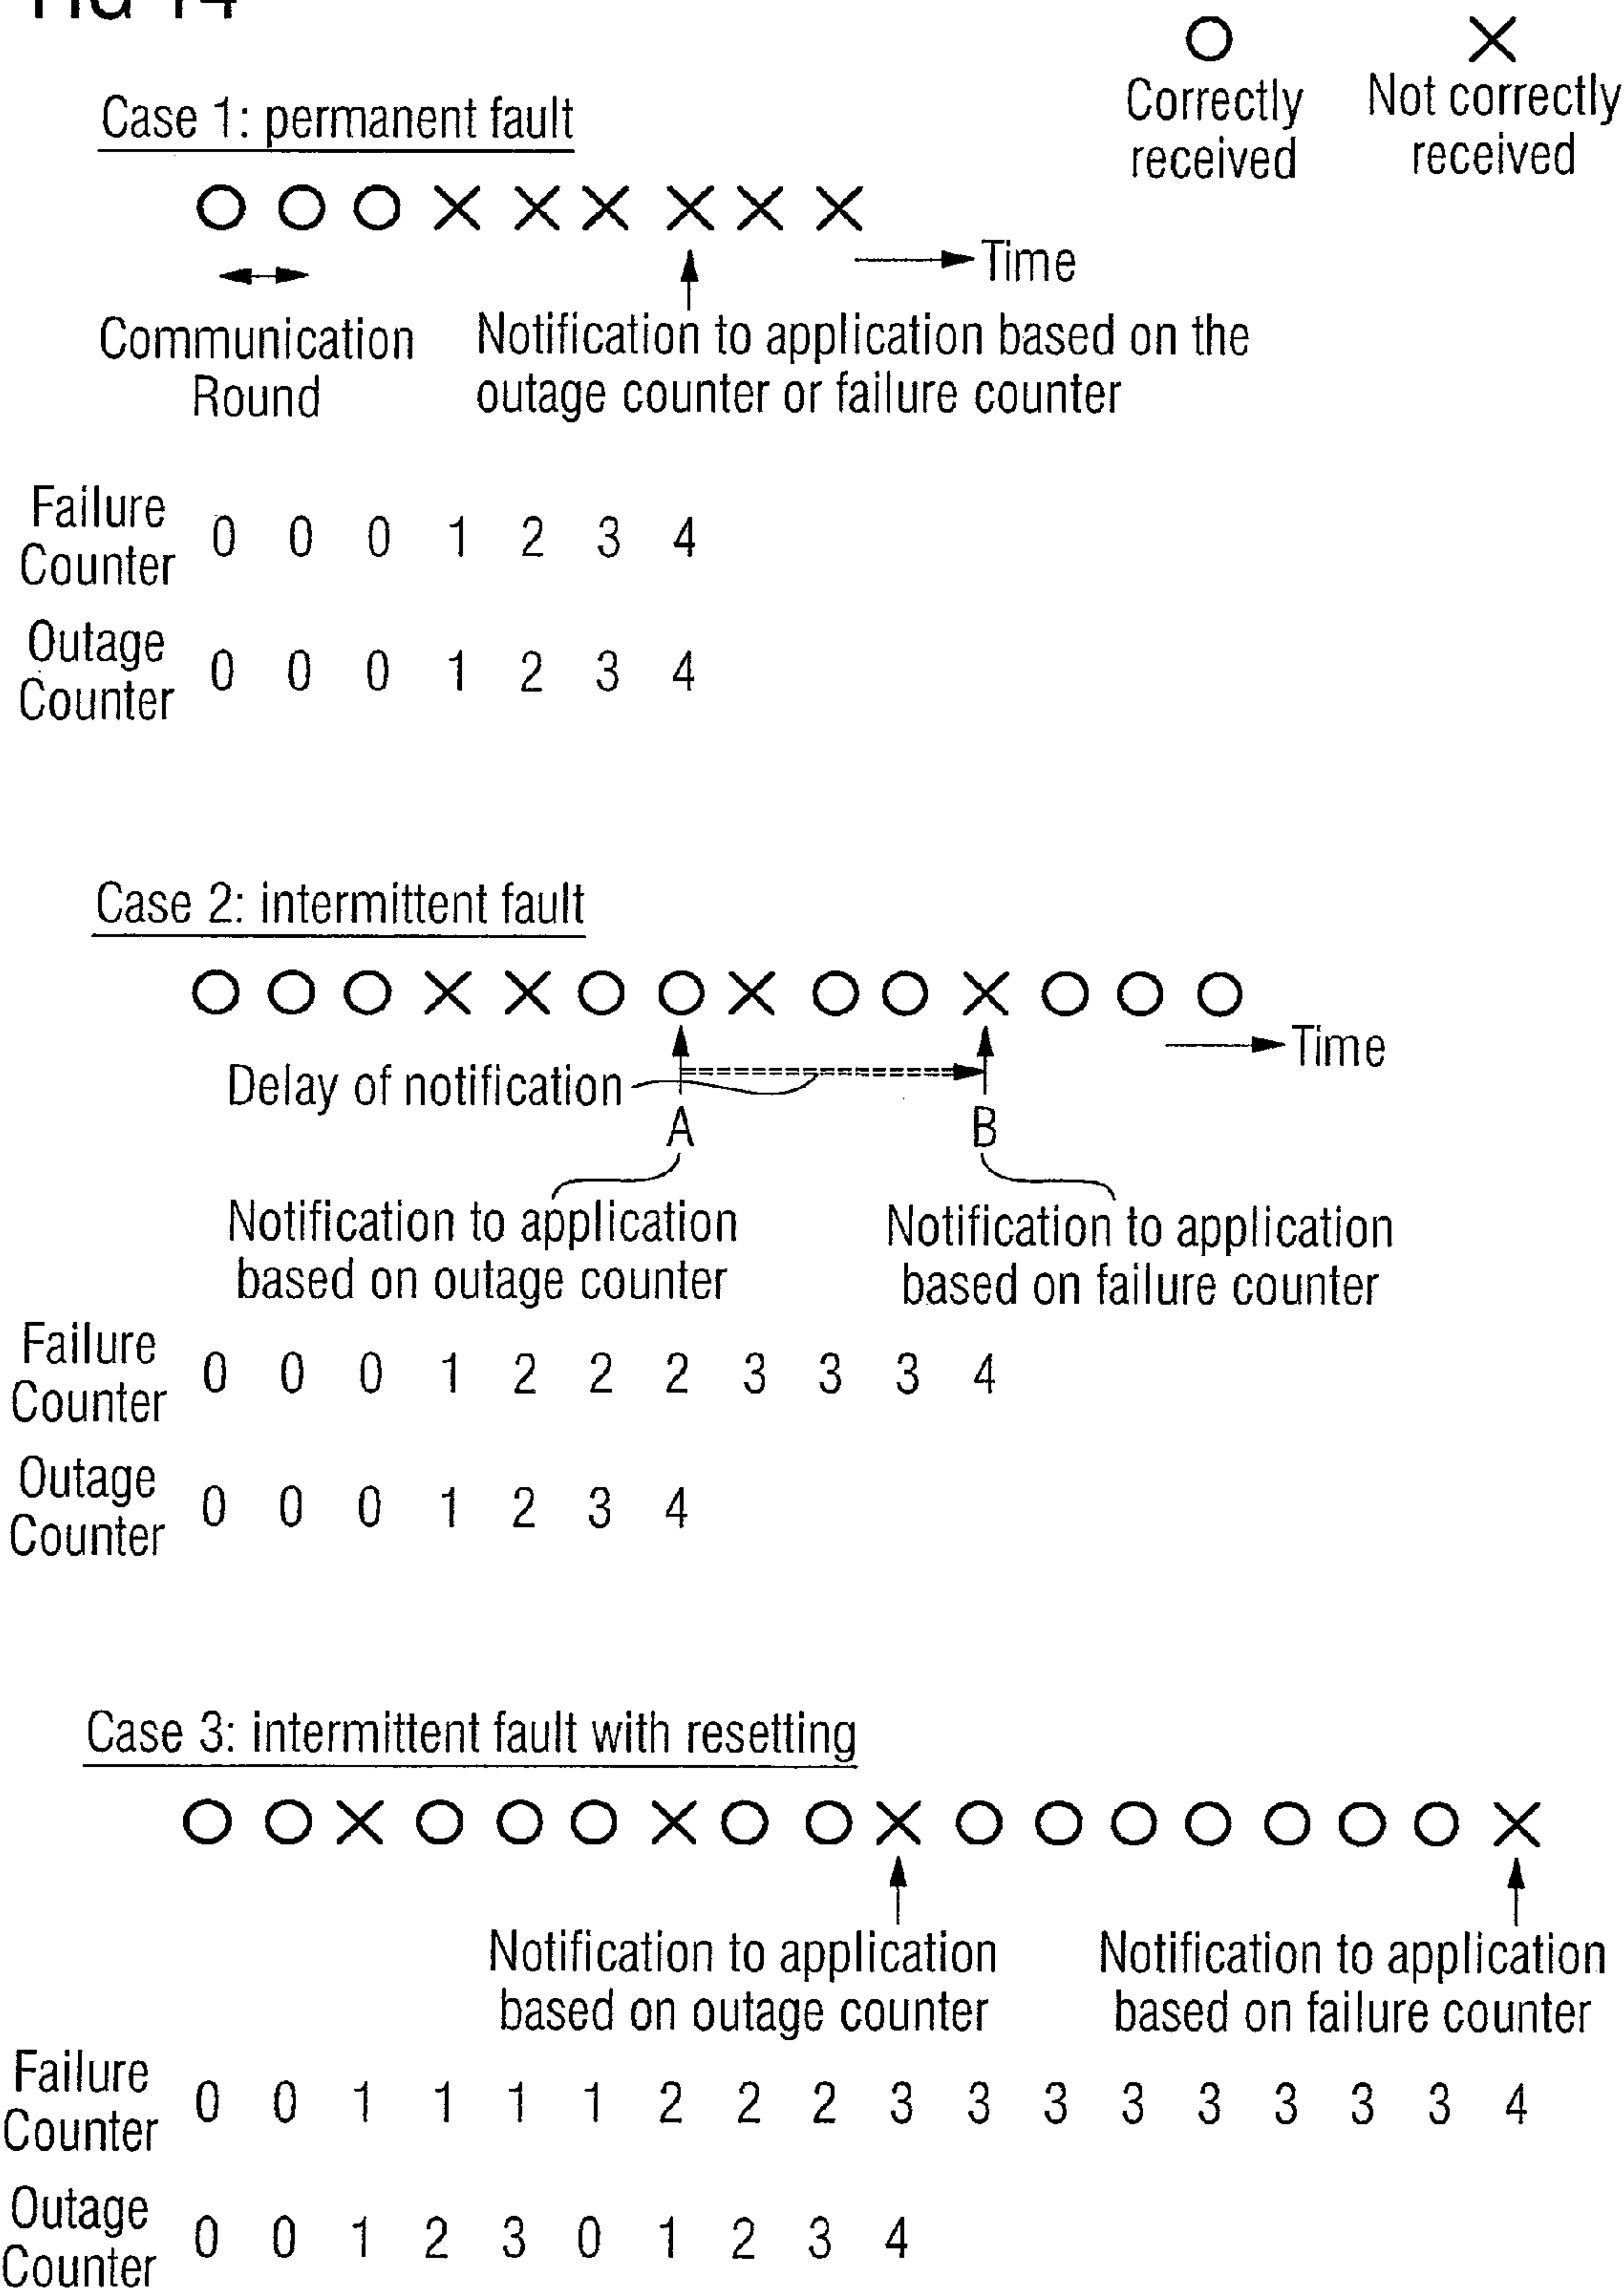 FIG 14
O X
Correctly received
Not correctly received
Case 1: permanent fault
O O O X X X X X X
Time
Communication Round
Notification to application based on the
outage counter or failure counter
Failure Counter 0 0 0 1 2 3 4
Outage Counter 0 0 0 1 2 3 4
Case 2: intermittent fault
O O O X X O O X O O X O O O
Time
Delay of notification
A B
Notification to application
based on outage counter
Notification to application
based on failure counter
Failure Counter 0 0 0 1 2 2 2 3 3 3 4
Outage Counter 0 0 0 1 2 3 4
Case 3: intermittent fault with resetting
O O X O O O X O O X O O O O O O O X
Notification to application
based on outage counter
Notification to application
based on failure counter
Failure Counter 0 0 1 1 1 1 2 2 2 3 3 3 3 3 3 3 3 4
Outage Counter 0 0 1 2 3 0 1 2 3 4